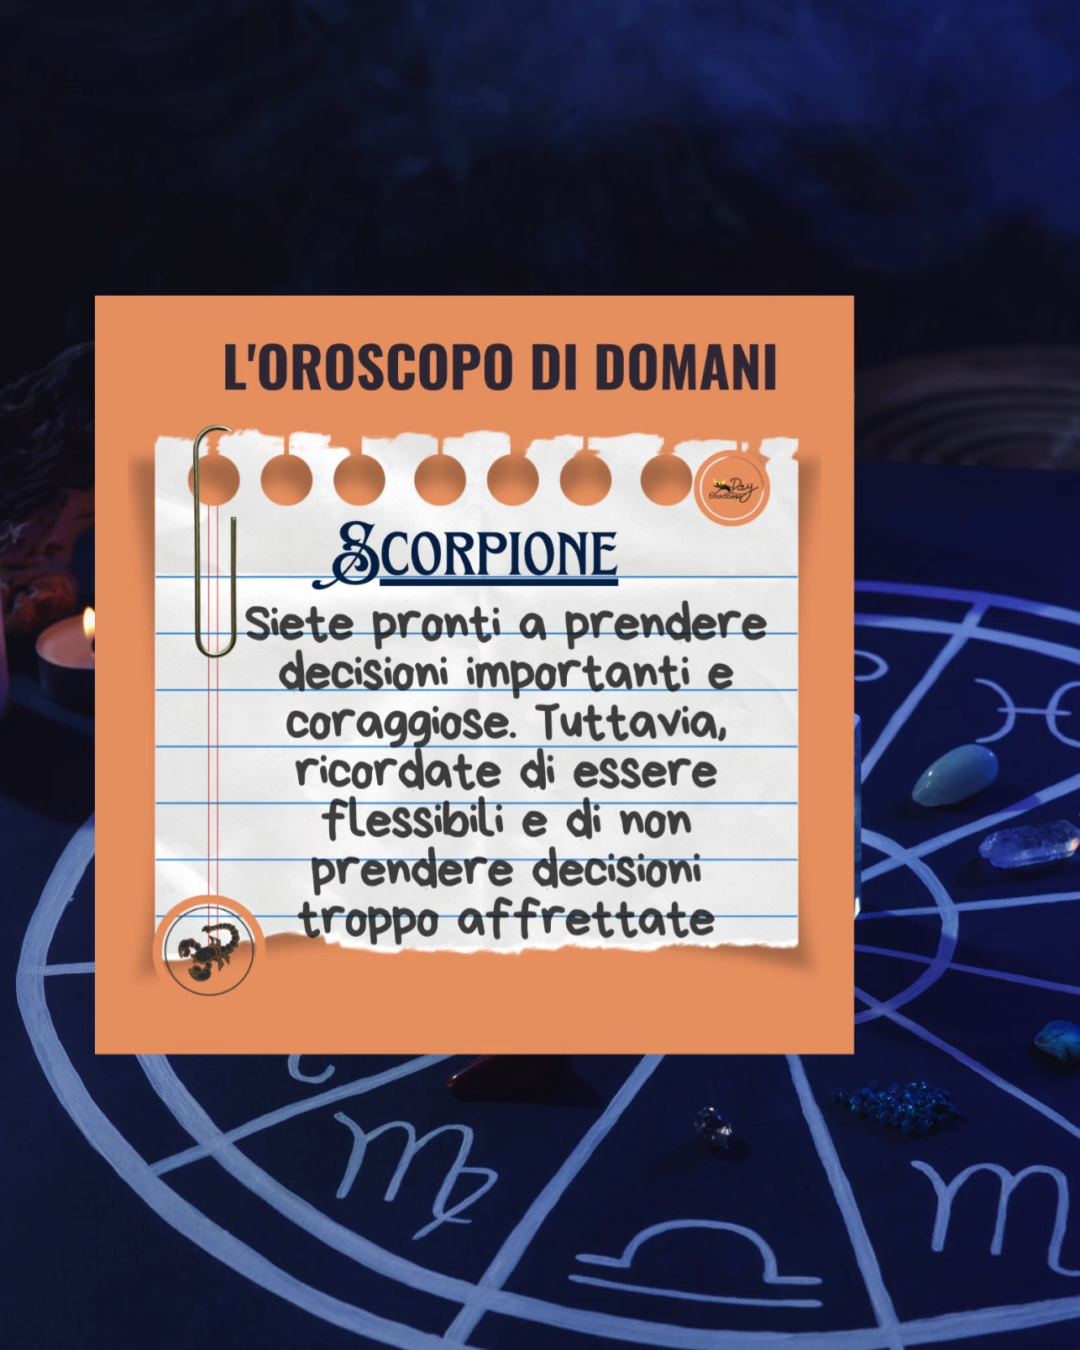 L'OROSCOPO DI DOMANI
Day
SCORPIONE
Siete pronti a prendere
decisioni importanti e
coraggiose. Tuttavia,
ricordate di essere
flessibili e di non
prendere decisioni
troppo affrettate